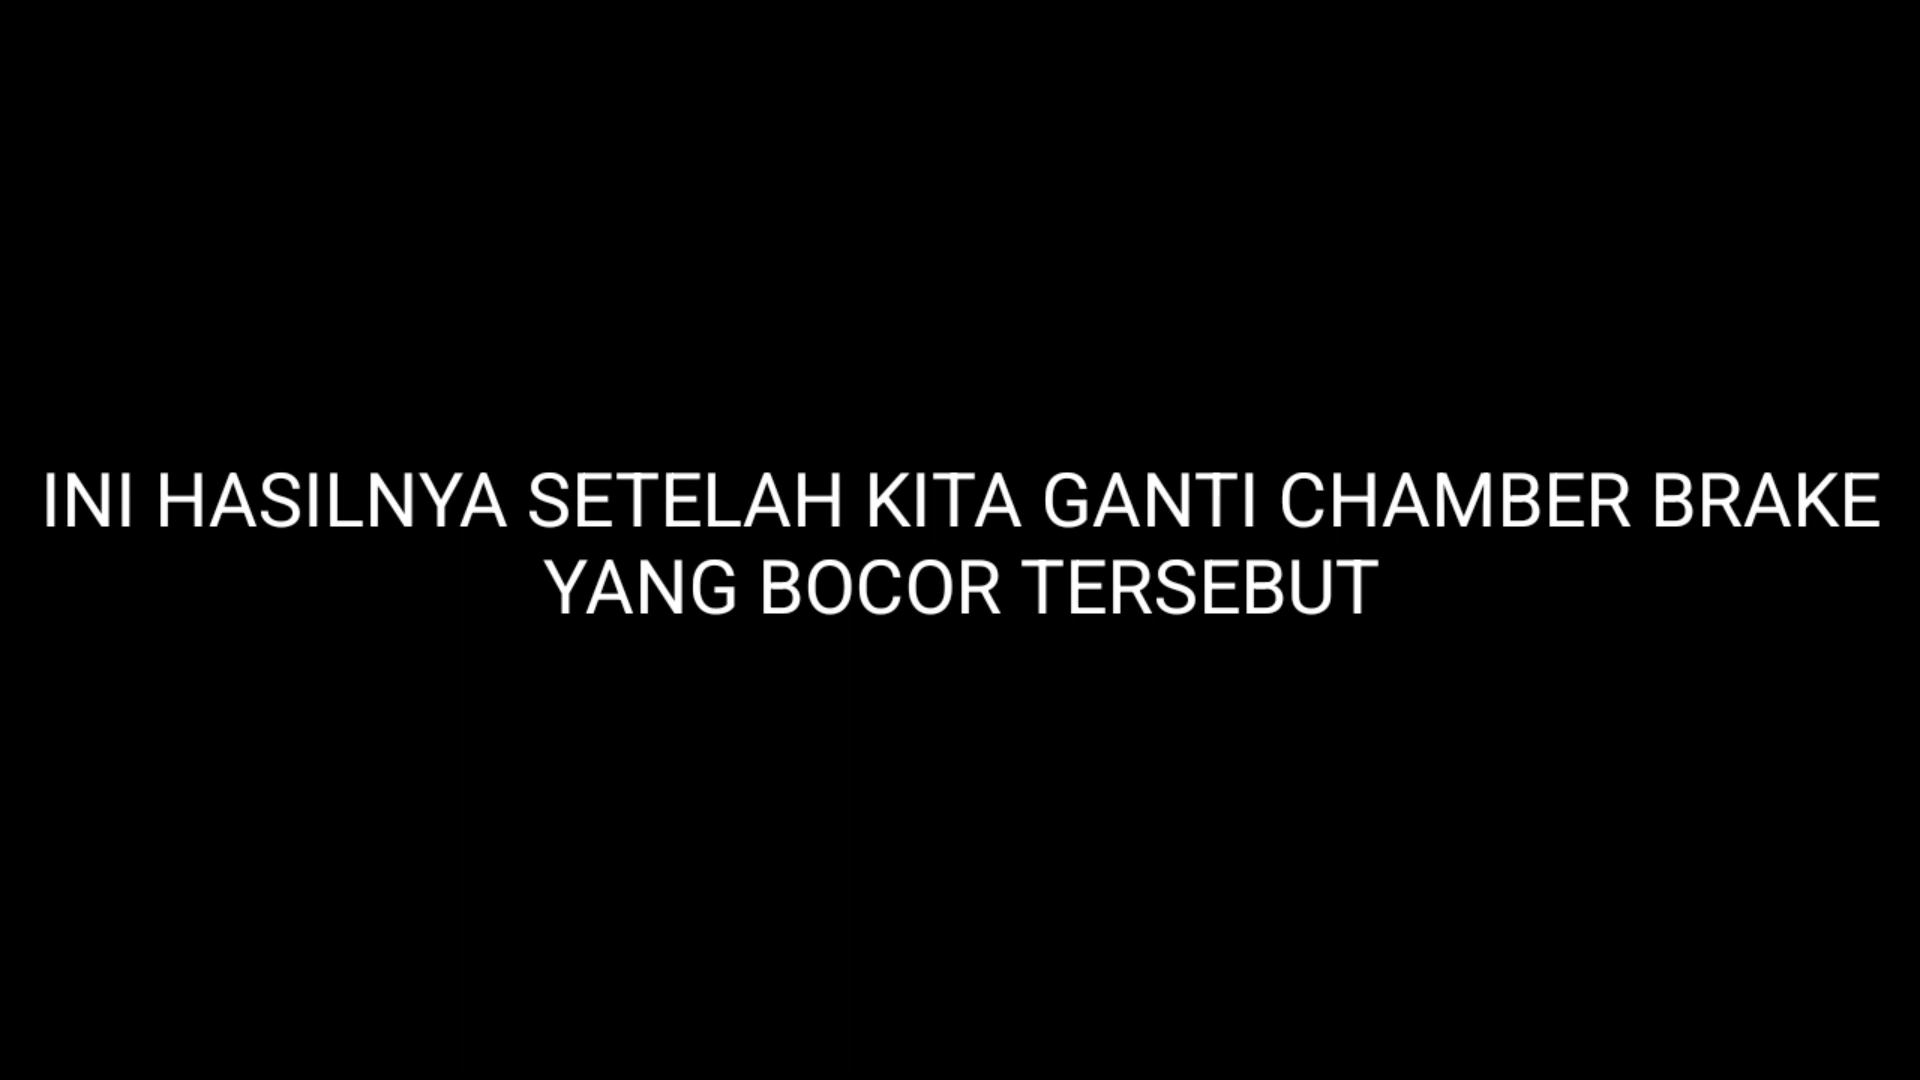 INI HASILNYA SETELAH KITA GANTI CHAMBER BRAKE
YANG BOCOR TERSEBUT